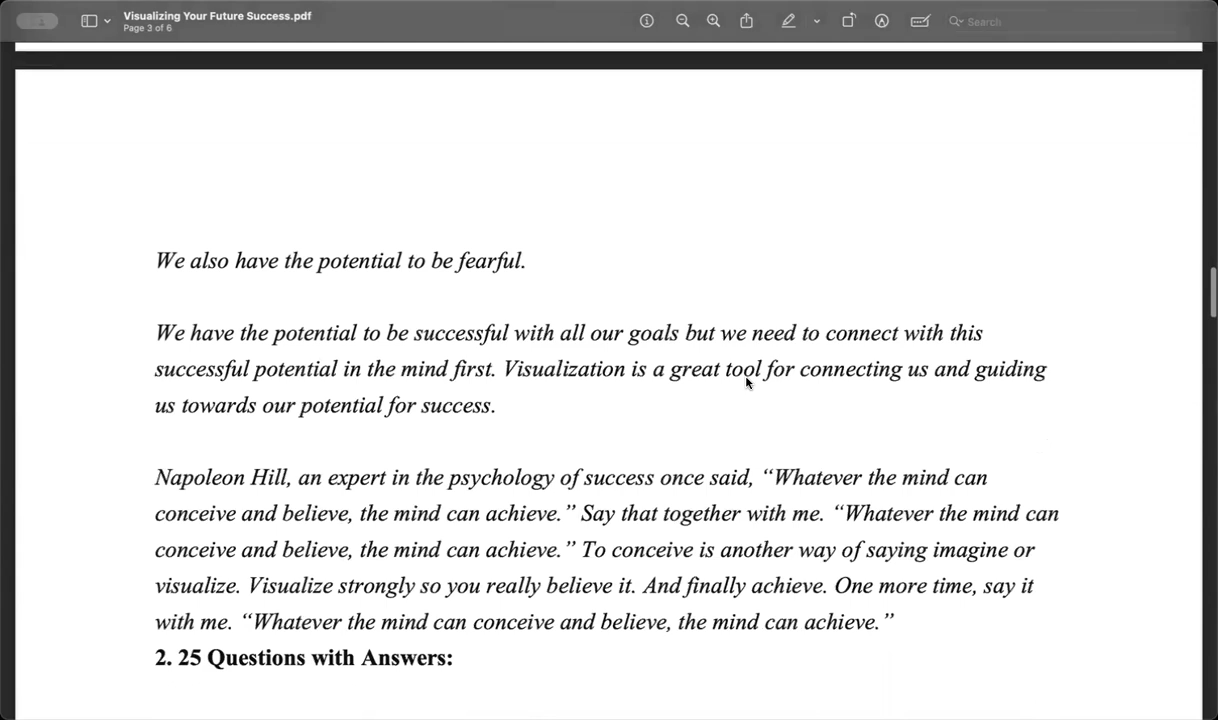 Visualizing Your Future Success.pdf
Page 3 of 6
Search
We also have the potential to be fearful.
We have the potential to be successful with all our goals but we need to connect with this
successful potential in the mind first. Visualization is a great tool for connecting us and guiding
us towards our potential for success.
Napoleon Hill, an expert in the psychology of success once said, “Whatever the mind can
conceive and believe, the mind can achieve.” Say that together with me. “Whatever the mind can
conceive and believe, the mind can achieve.” To conceive is another way of saying imagine or
visualize. Visualize strongly so you really believe it. And finally achieve. One more time, say it
with me. “Whatever the mind can conceive and believe, the mind can achieve.”
2. 25 Questions with Answers: